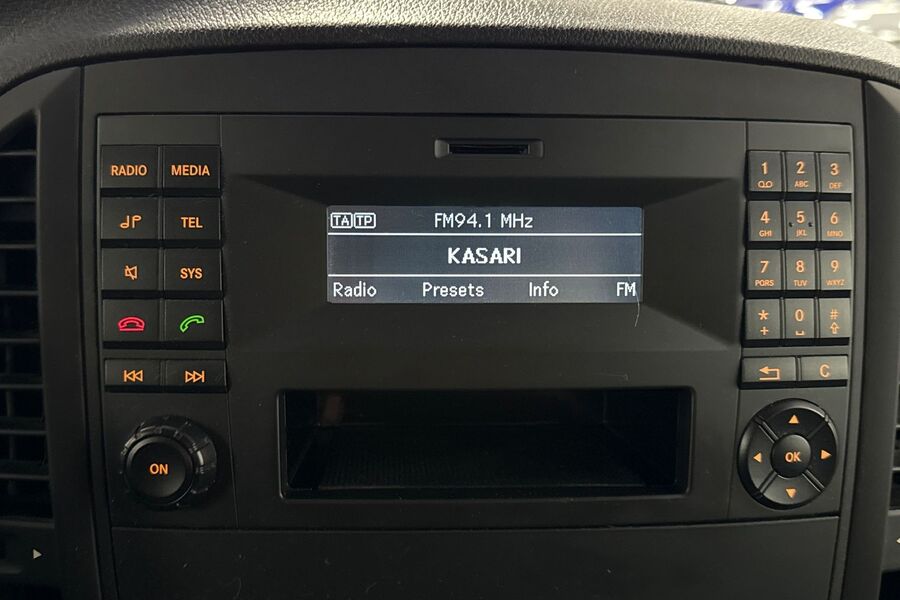 RADIO MEDIA
TEL
SYS
ON
TA TP FM94.1 MHz
KASARI
Radio Presets Info FM
1 2 ABC 3 DEF
4 GHI 5 JKL 6 MNO
7 PQRS 8 TUV 9 WXYZ
* + 0 #
C
OK